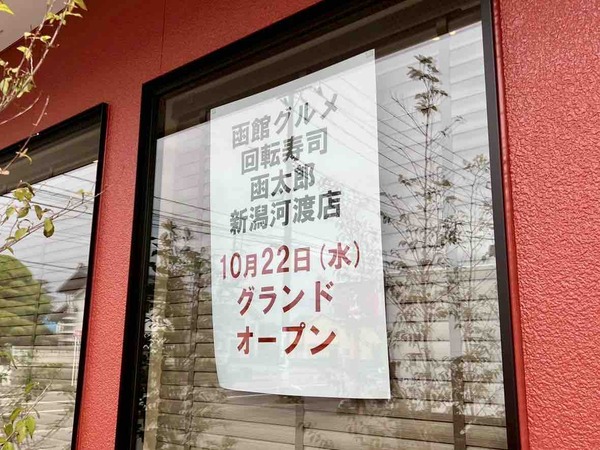 函館グルメ
回転寿司
函太郎
新潟河渡店
10月22日(水)
グランド
オープン